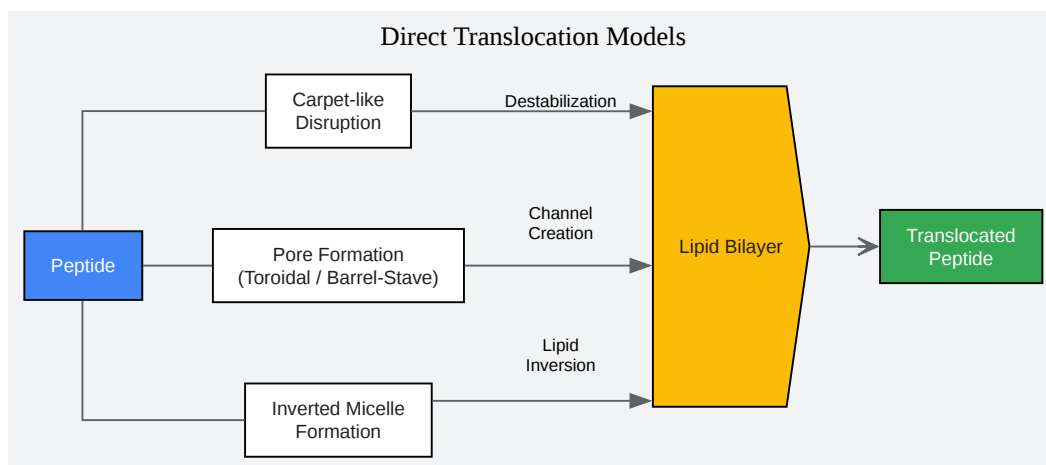 Direct Translocation Models
Carpet-like
Disruption
Destabilization
Peptide
Pore Formation
(Toroidal / Barrel-Stave)
Channel
Creation
Lipid Bilayer
Translocated
Peptide
Inverted Micelle
Formation
Lipid
Inversion